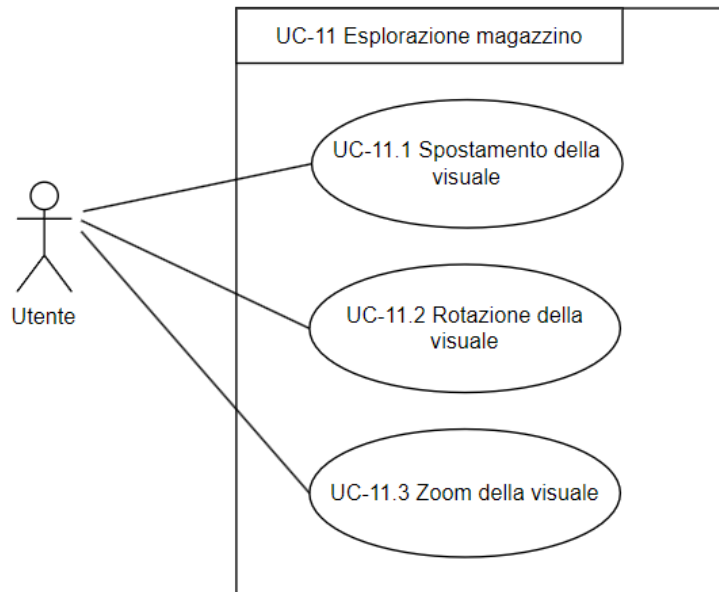 UC-11 Esplorazione magazzino
UC-11.1 Spostamento della
visuale
Utente
UC-11.2 Rotazione della
visuale
UC-11.3 Zoom della visuale